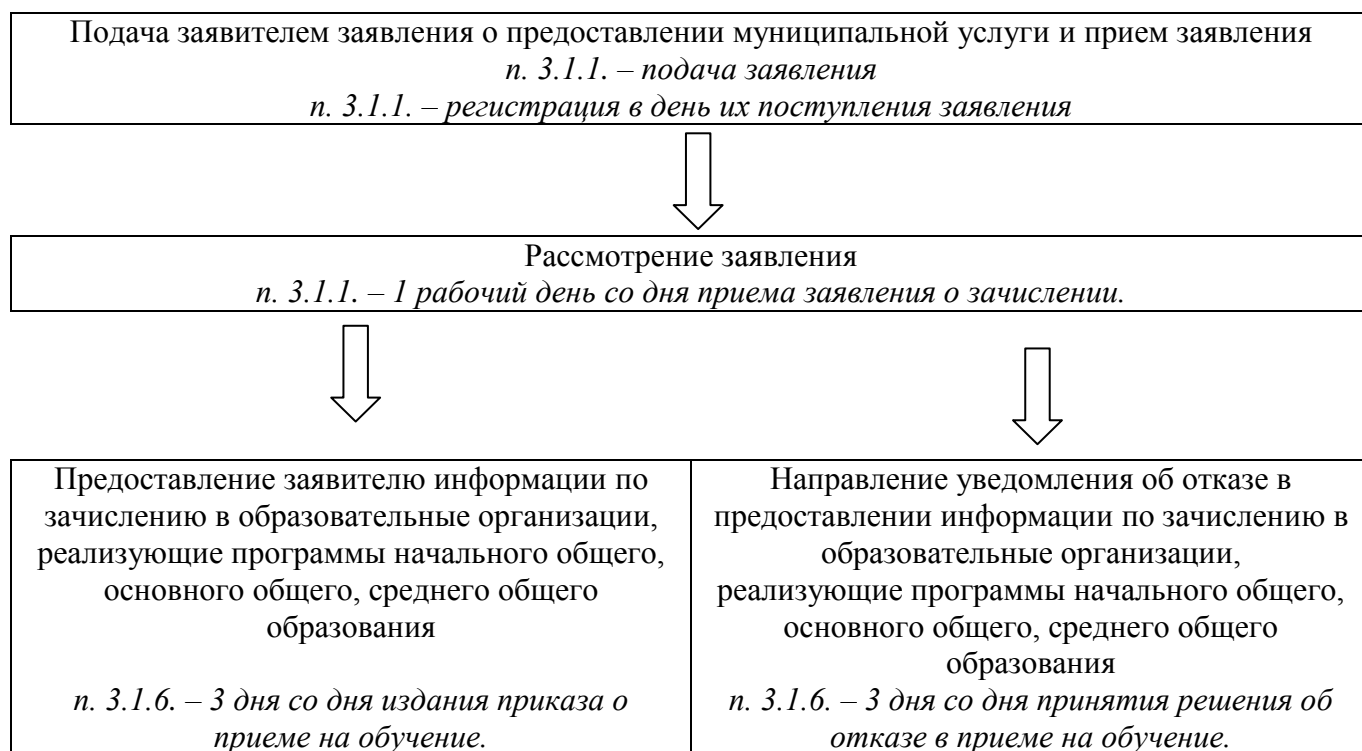 Подача заявителем заявления о предоставлении муниципальной услуги и прием заявления
п. 3.1.1. – подача заявления
п. 3.1.1. – регистрация в день их поступления заявления
Рассмотрение заявления
п. 3.1.1. – 1 рабочий день со дня приема заявления о зачислении.
Предоставление заявителю информации по
зачислению в образовательные организации,
реализующие программы начального общего,
основного общего, среднего общего
образования
п. 3.1.6. – 3 дня со дня издания приказа о
приеме на обучение.
Направление уведомления об отказе в
предоставлении информации по зачислению в
образовательные организации,
реализующие программы начального общего,
основного общего, среднего общего
образования
п. 3.1.6. – 3 дня со дня принятия решения об
отказе в приеме на обучение.